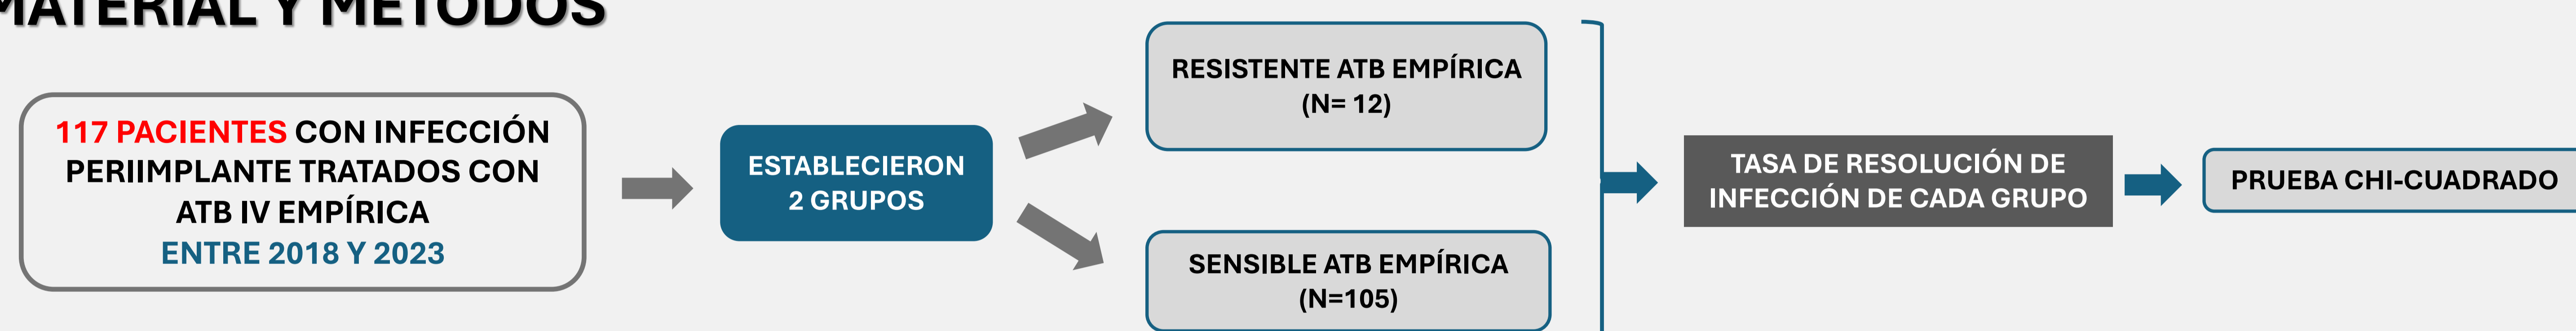 MATERIAL Y MÉTODOS
117 PACIENTES CON INFECCIÓN
PERIIMPLANTE TRATADOS CON
ATB IV EMPÍRICA
ENTRE 2018 Y 2023
ESTABLECIERON
2 GRUPOS
RESISTENTE ATB EMPÍRICA
(N= 12)
SENSIBLE ATB EMPÍRICA
(N=105)
TASA DE RESOLUCIÓN DE
INFECCIÓN DE CADA GRUPO
PRUEBA CHI-CUADRADO